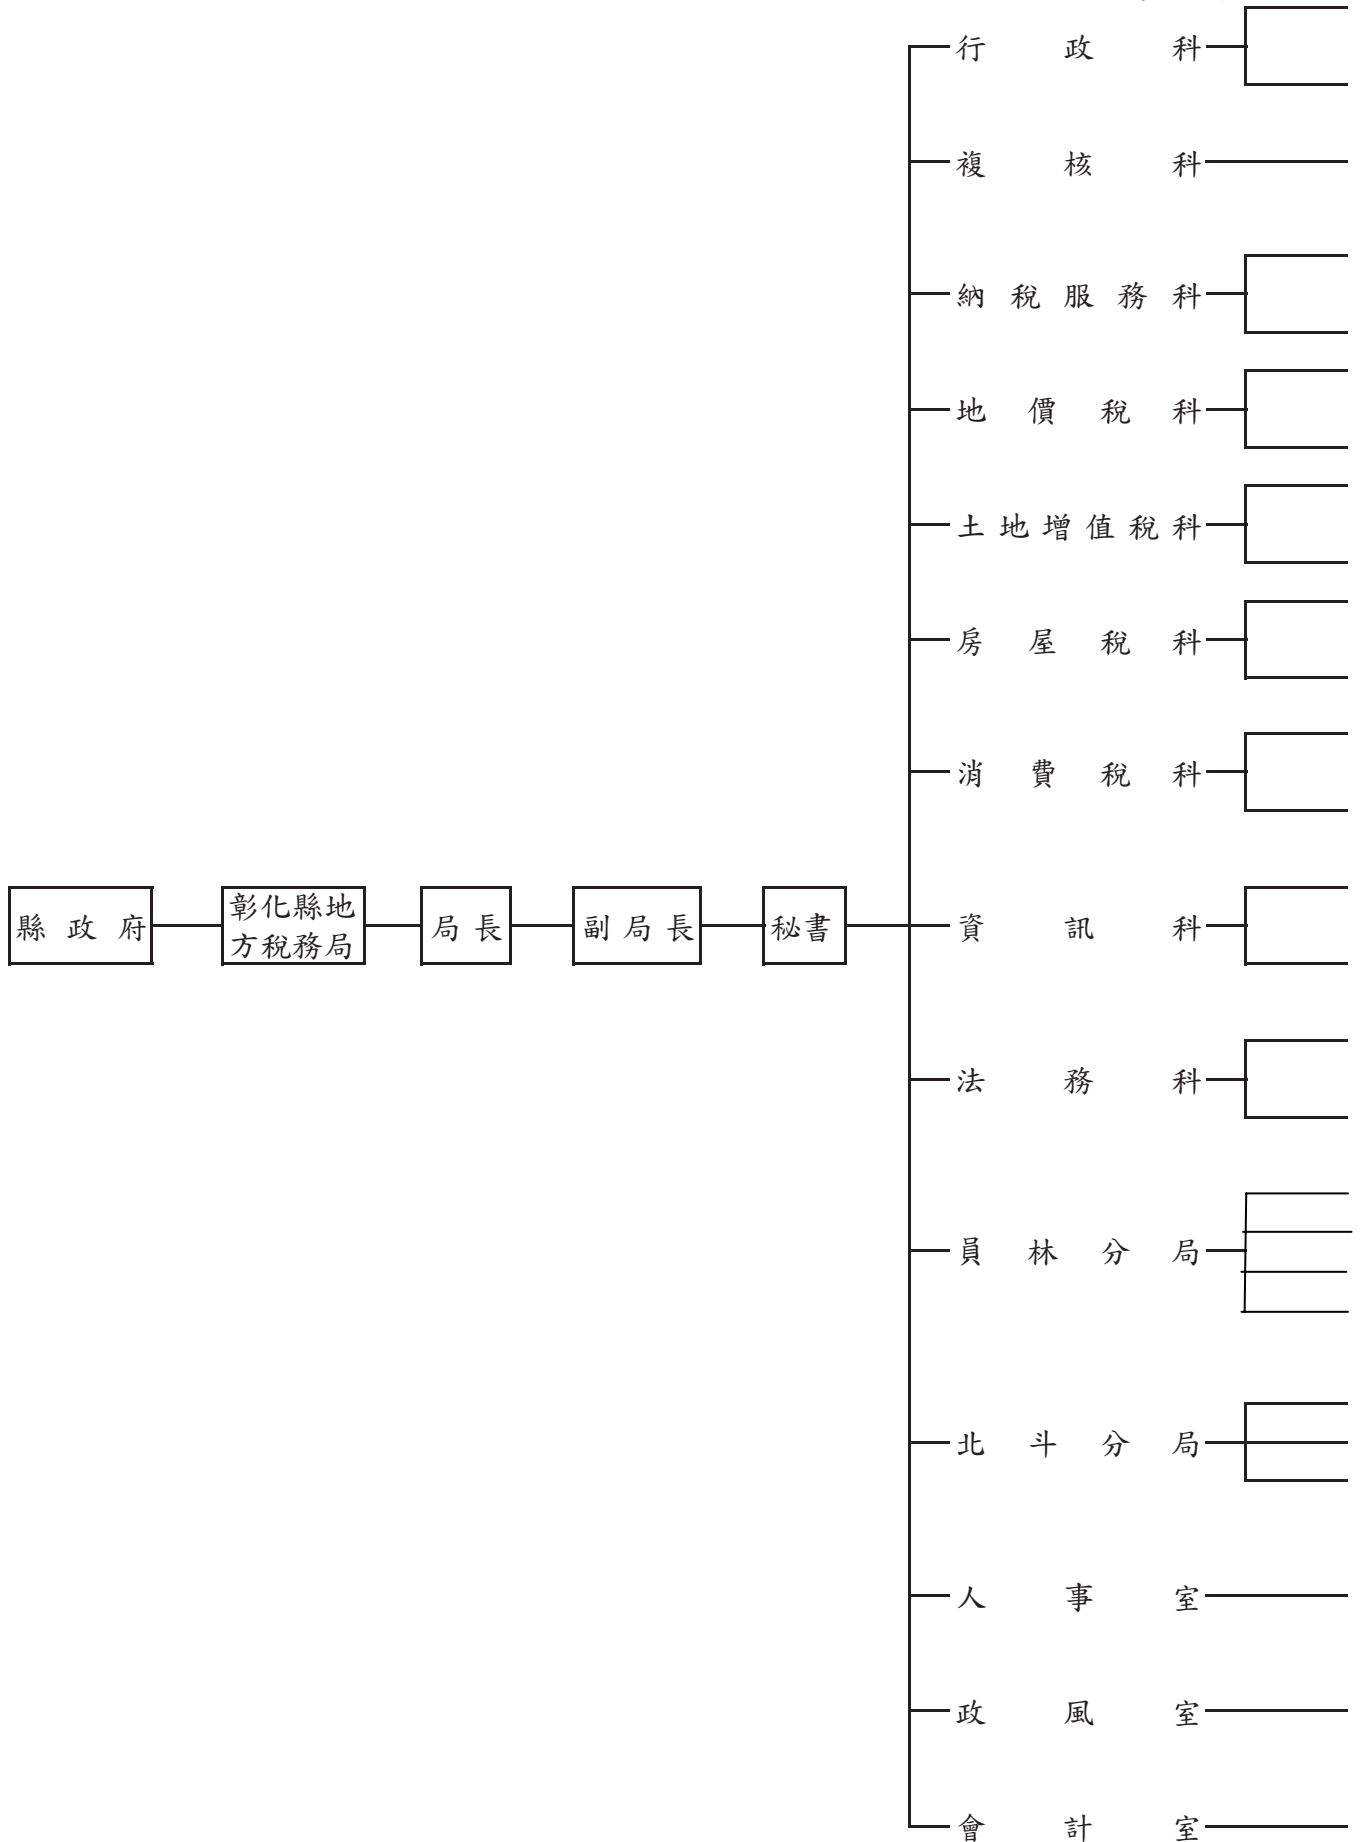 行政科
複核科
納稅服務科
地價稅科
土地增值稅科
房屋稅科
消費稅科
縣政府
彰化縣地
方稅務局
局長
副局長
秘書
資訊科
法務科
員林分局
北斗分局
人事室
政風室
會計室